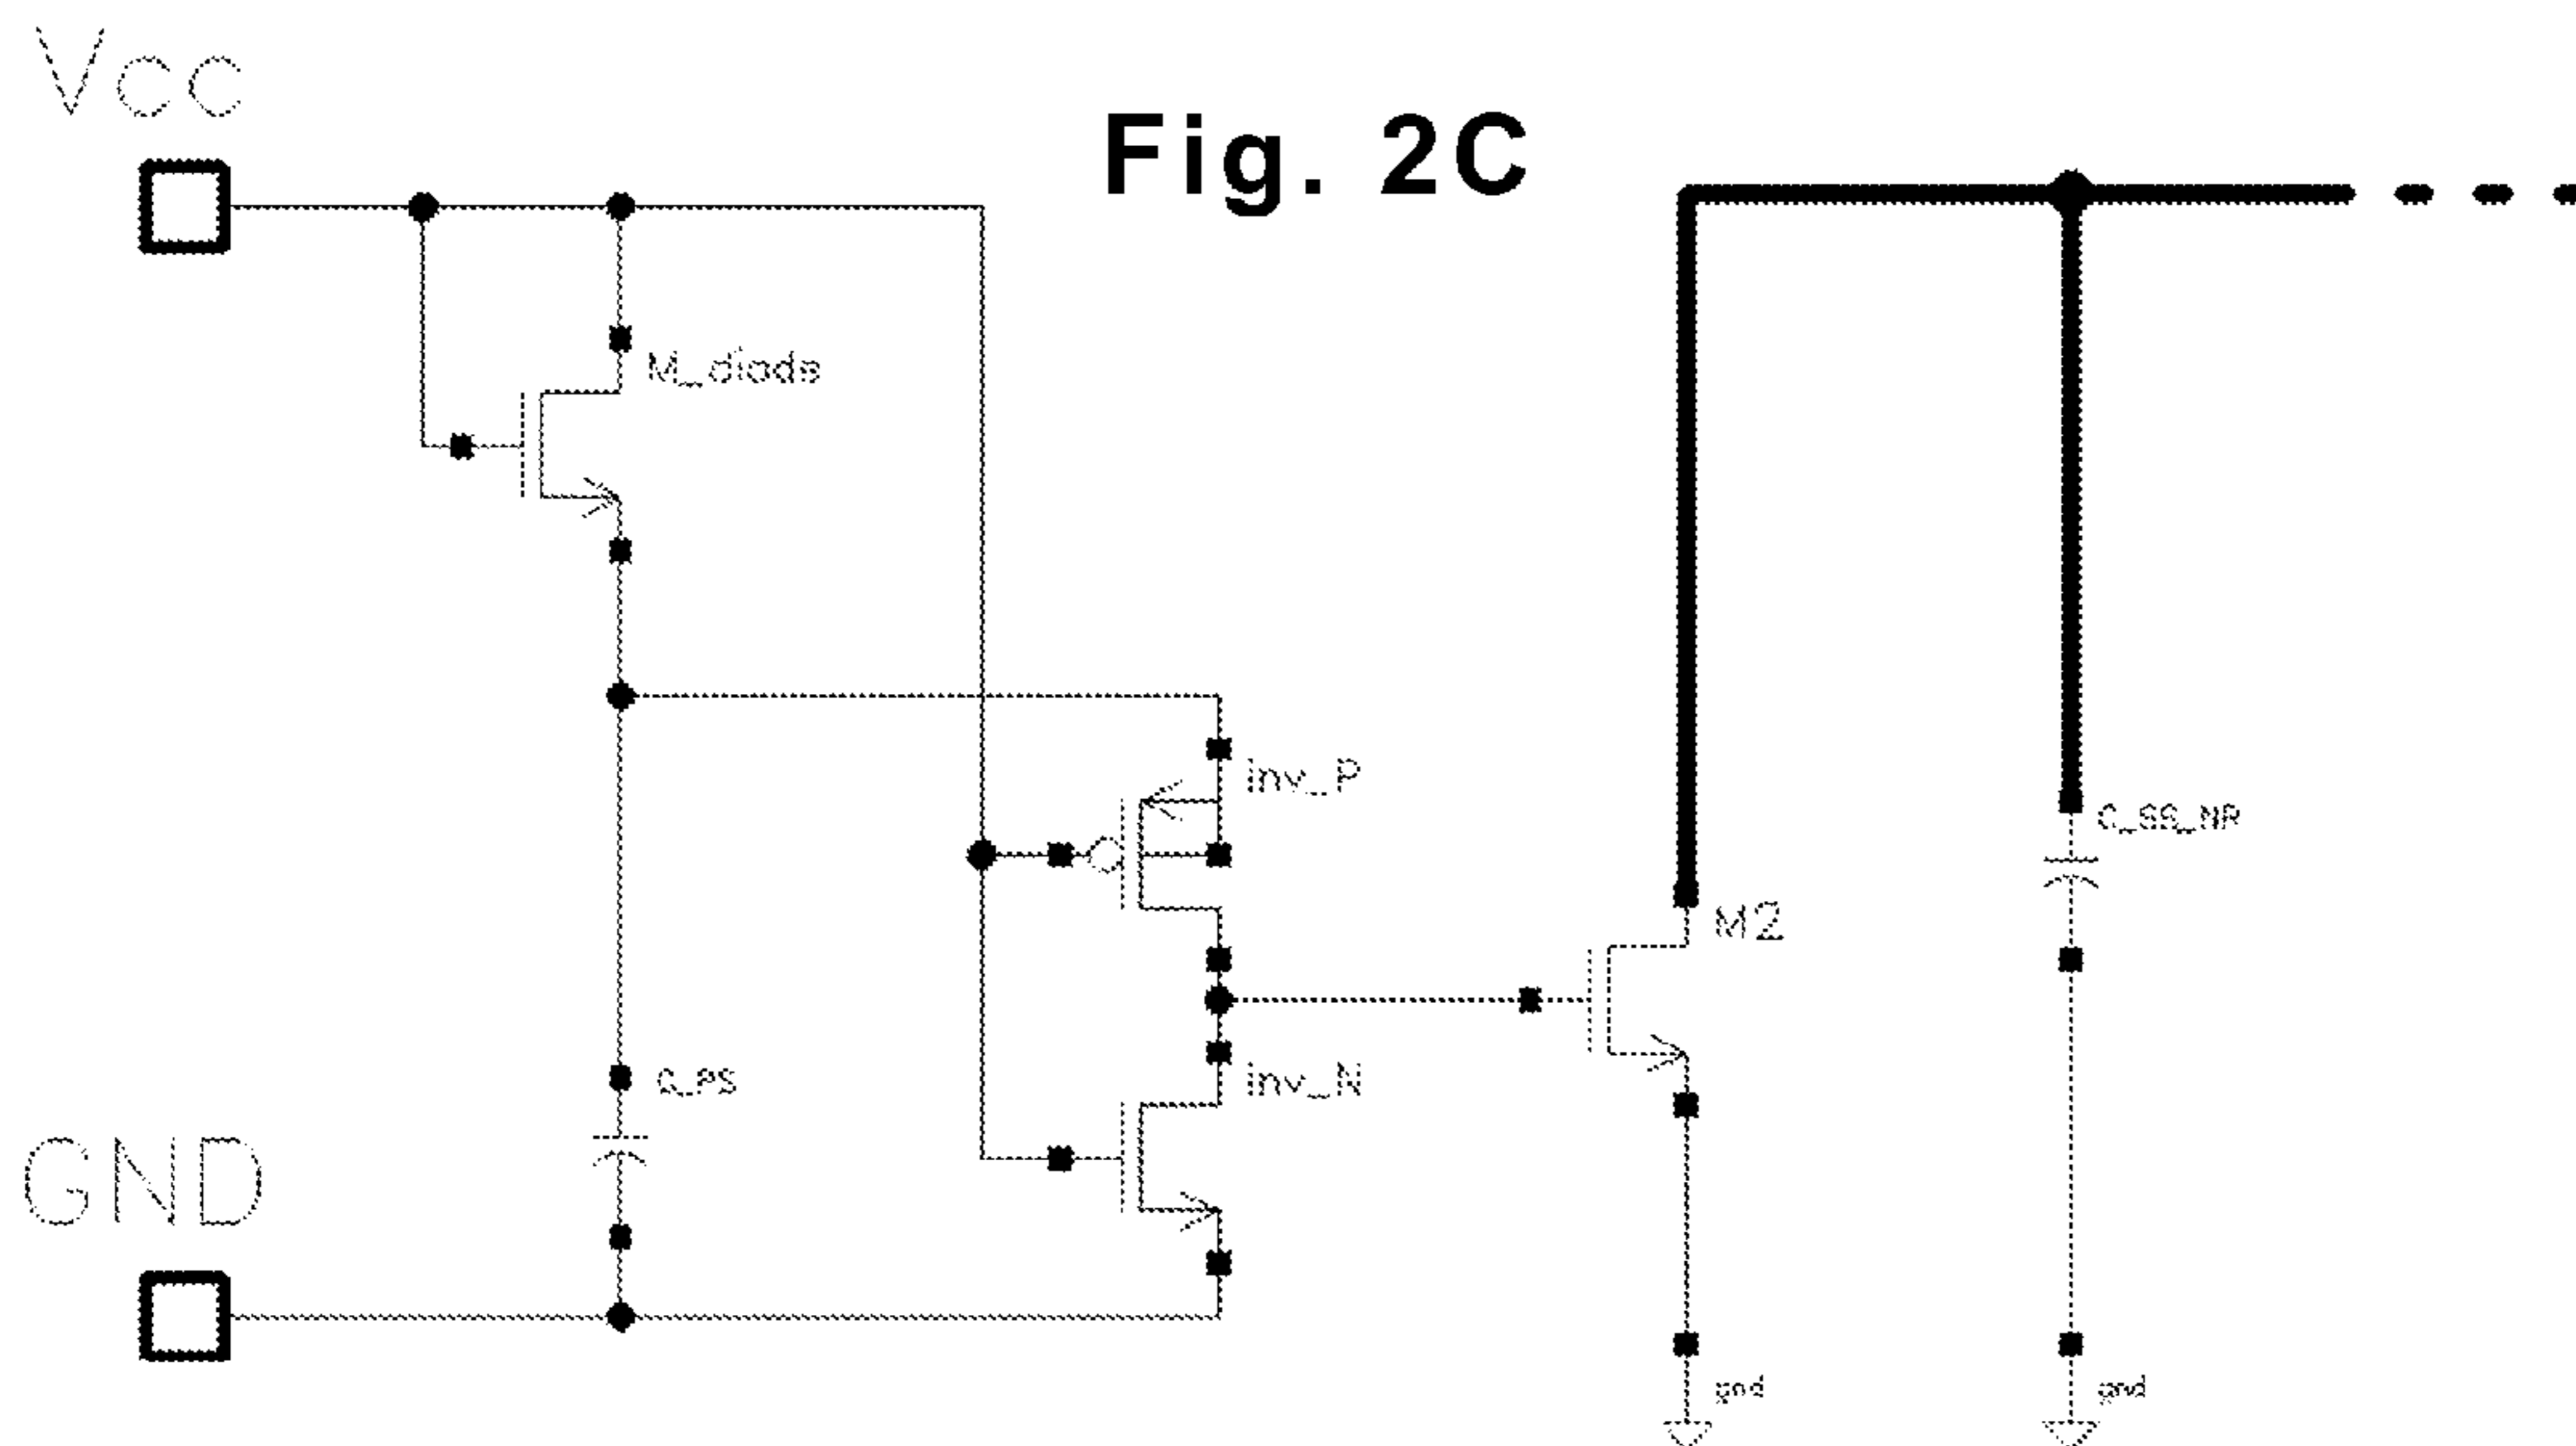 Vcc
Fig. 2C
M_diode
inv_P
C_SS_NR
M2
C_PS
inv_N
GND
gnd
gnd